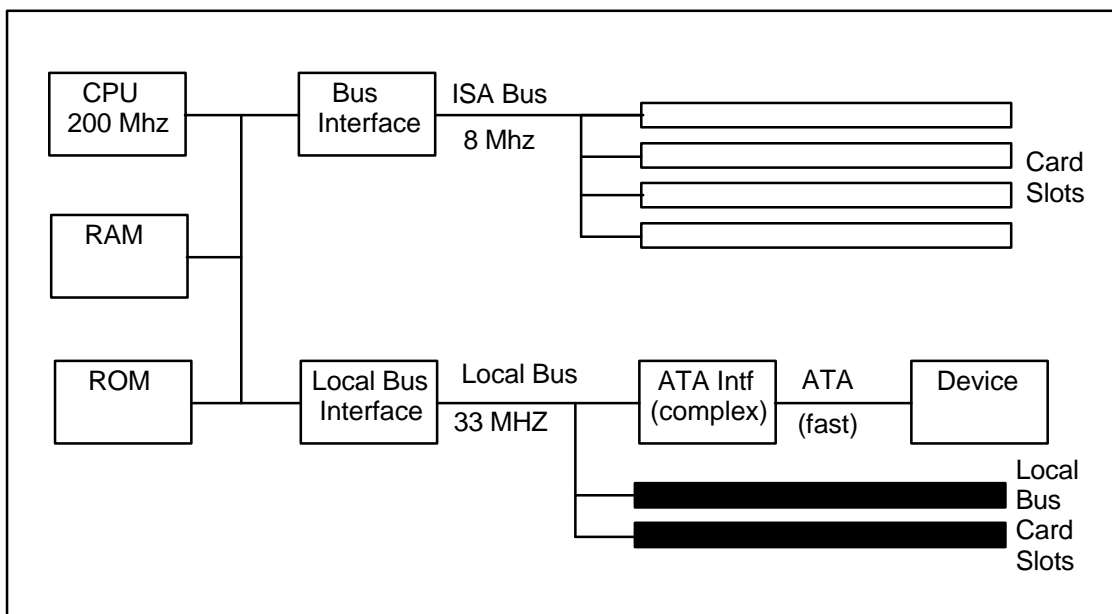 CPU
200 Mhz
Bus
Interface
ISA Bus
8 Mhz
Card
Slots
RAM
ROM
Local Bus
Interface
Local Bus
33 MHZ
ATA Intf
(complex)
ATA
(fast)
Device
Local
Bus
Card
Slots